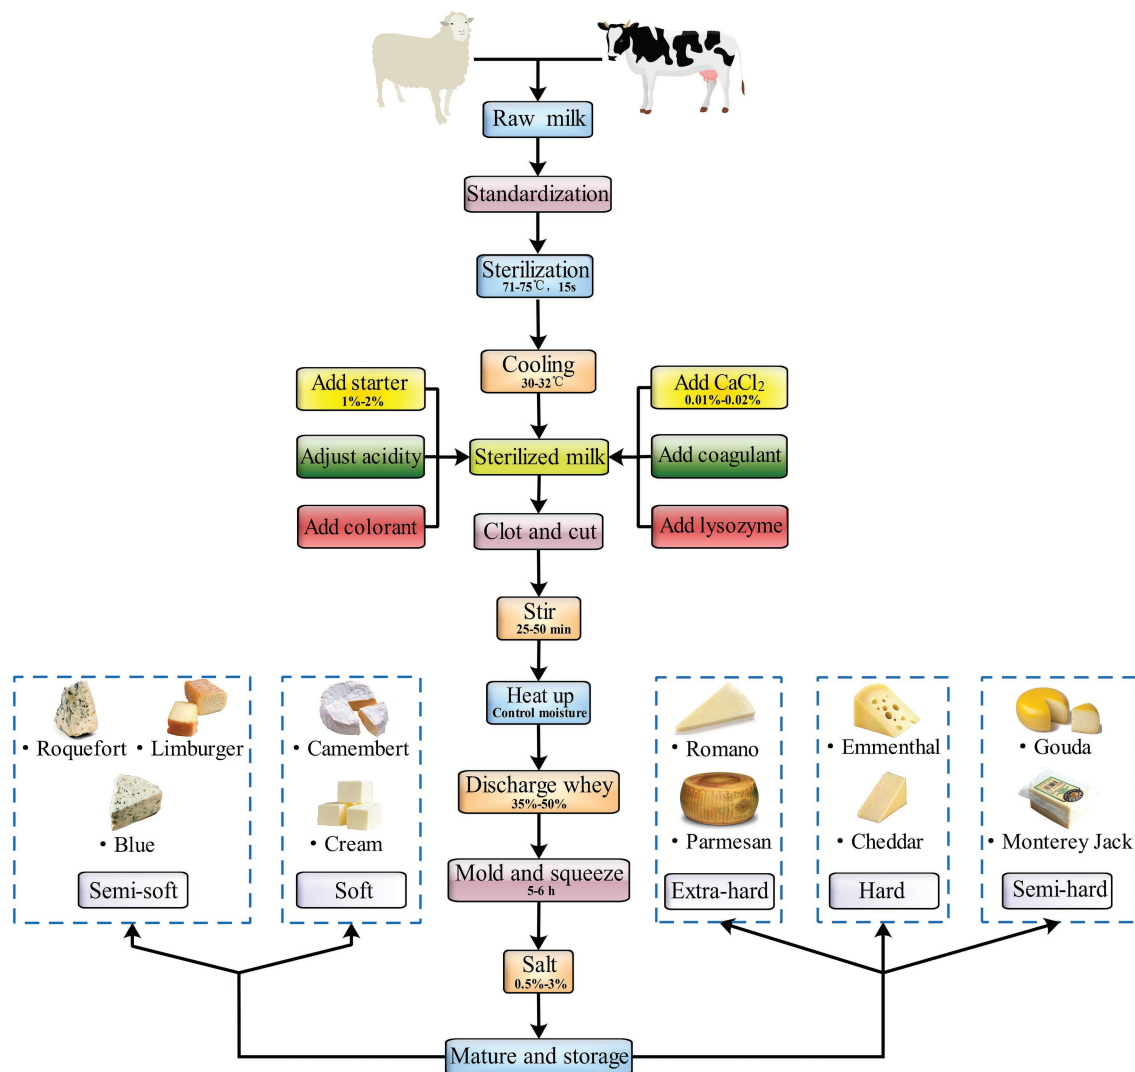 Raw milk
Standardization
Sterilization
71-75℃, 15s
Cooling
30-32℃
Add starter
1%-2%
Add CaCl₂
0.01%-0.02%
Adjust acidity
Sterilized milk
Add coagulant
Add colorant
Clot and cut
Add lysozyme
Stir
25-50 min
Heat up
Control moisture
Discharge whey
35%-50%
Mold and squeeze
5-6 h
Salt
0.5%-3%
Mature and storage
• Roquefort
• Limburger
• Blue
Semi-soft
• Camembert
• Cream
Soft
• Romano
• Parmesan
Extra-hard
• Emmenthal
• Cheddar
Hard
• Gouda
• Monterey Jack
Semi-hard